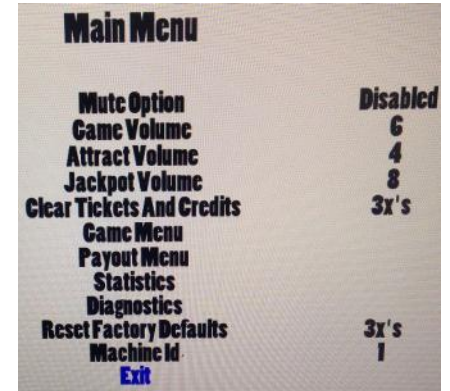 Main Menu
Mute Option Disabled
Game Volume 6
Attract Volume 4
Jackpot Volume 8
Clear Tickets And Credits 3x's
Game Menu
Payout Menu
Statistics
Diagnostics
Reset Factory Defaults 3x's
Machine Id 1
Exit